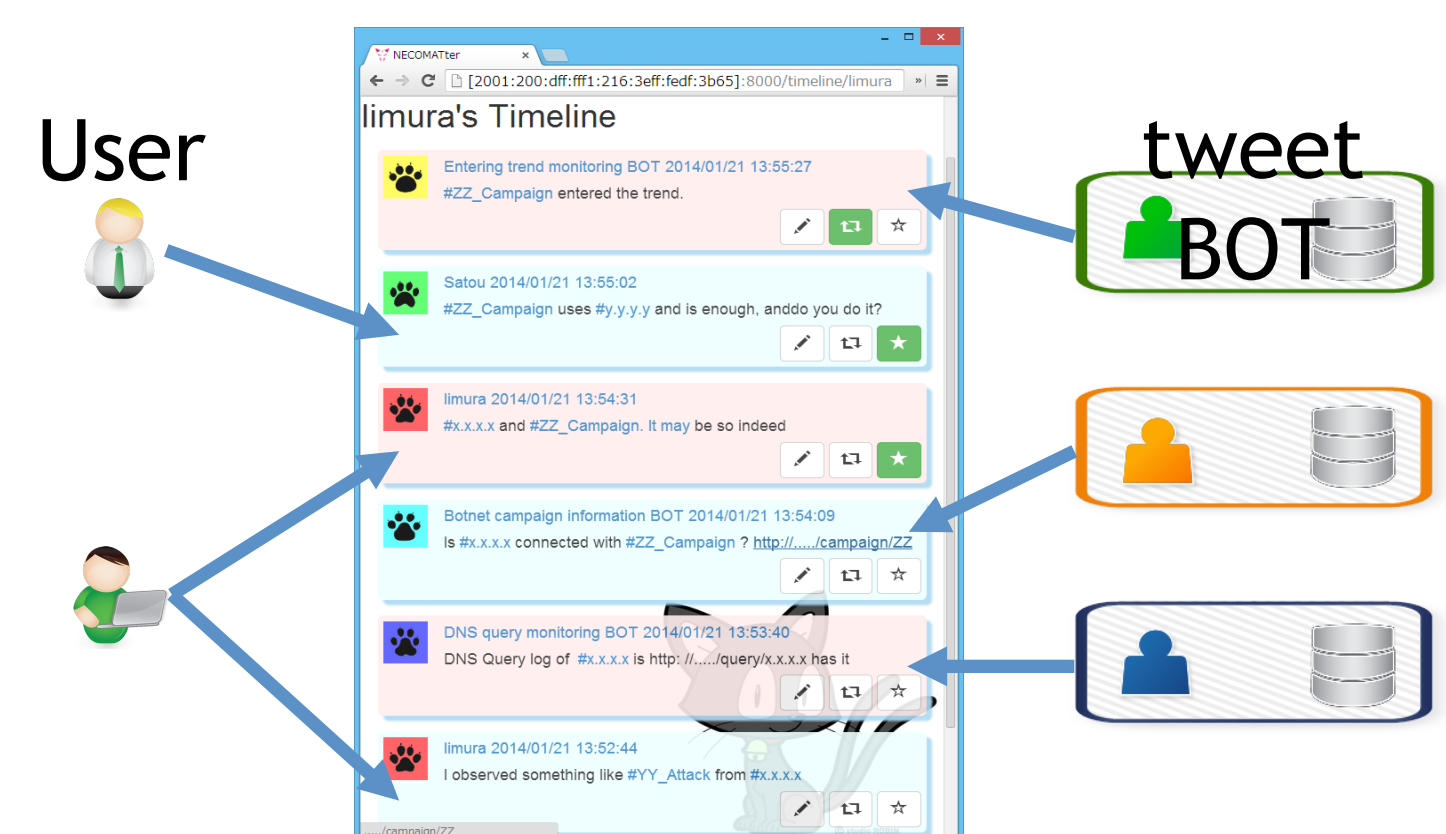 NECOMATter
[2001:200:dff:fff1:216:3eff:fedf:3b65]:8000/timeline/limura
limura's Timeline
User
tweet
BOT
Entering trend monitoring BOT 2014/01/21 13:55:27
#ZZ_Campaign entered the trend.
Satou 2014/01/21 13:55:02
#ZZ_Campaign uses #y.y.y.y and is enough, anddo you do it?
limura 2014/01/21 13:54:31
#x.x.x.x and #ZZ_Campaign. It may be so indeed
Botnet campaign information BOT 2014/01/21 13:54:09
Is #x.x.x.x connected with #ZZ_Campaign ? http://...../campaign/ZZ
DNS query monitoring BOT 2014/01/21 13:53:40
DNS Query log of #x.x.x.x is http: //...../query/x.x.x.x has it
limura 2014/01/21 13:52:44
I observed something like #YY_Attack from #x.x.x.x
...../campaign/ZZ